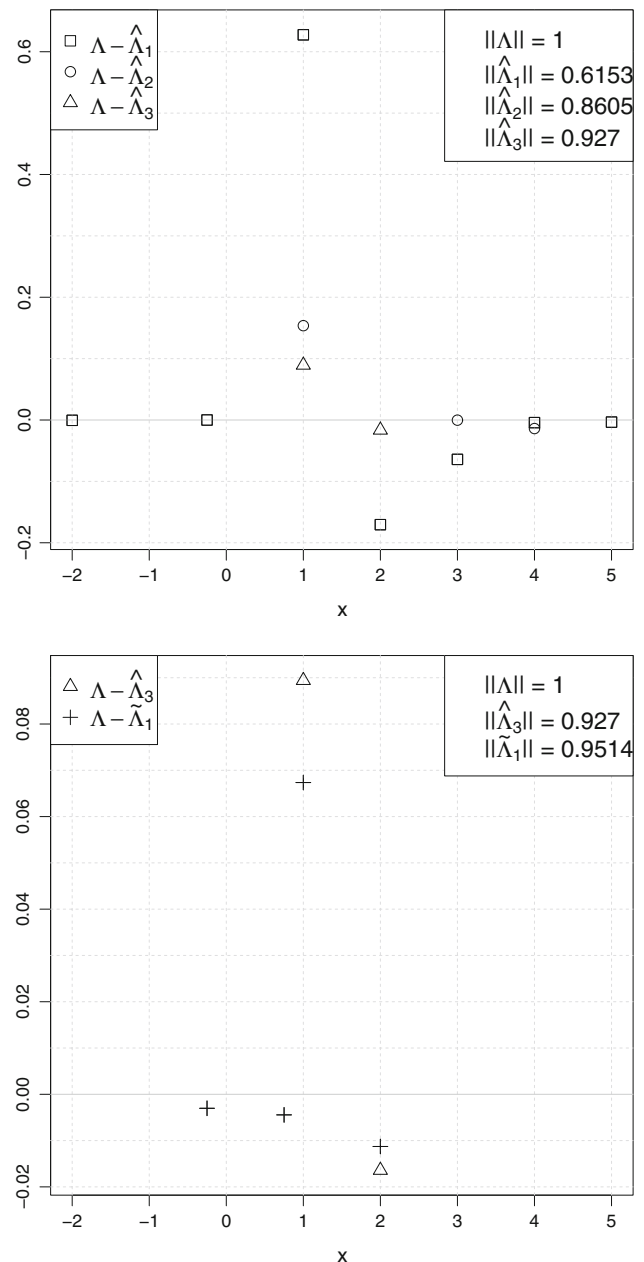 Λ − Λ̂₁
Λ − Λ̂₂
Λ − Λ̂₃
||Λ|| = 1
||Λ̂₁|| = 0.6153
||Λ̂₂|| = 0.8605
||Λ̂₃|| = 0.927
0.6
0.4
0.2
0.0
−0.2
−2 −1 0 1 2 3 4 5
x
Λ − Λ̂₃
Λ − Λ̃₁
||Λ|| = 1
||Λ̂₃|| = 0.927
||Λ̃₁|| = 0.9514
0.08
0.06
0.04
0.02
0.00
−0.02
−2 −1 0 1 2 3 4 5
x